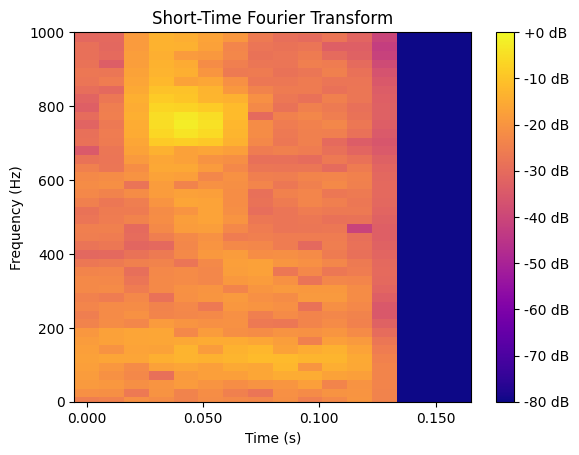 Short-Time Fourier Transform
Frequency (Hz)
1000
800
600
400
200
0
0.000
0.050
0.100
0.150
Time (s)
+0 dB
-10 dB
-20 dB
-30 dB
-40 dB
-50 dB
-60 dB
-70 dB
-80 dB